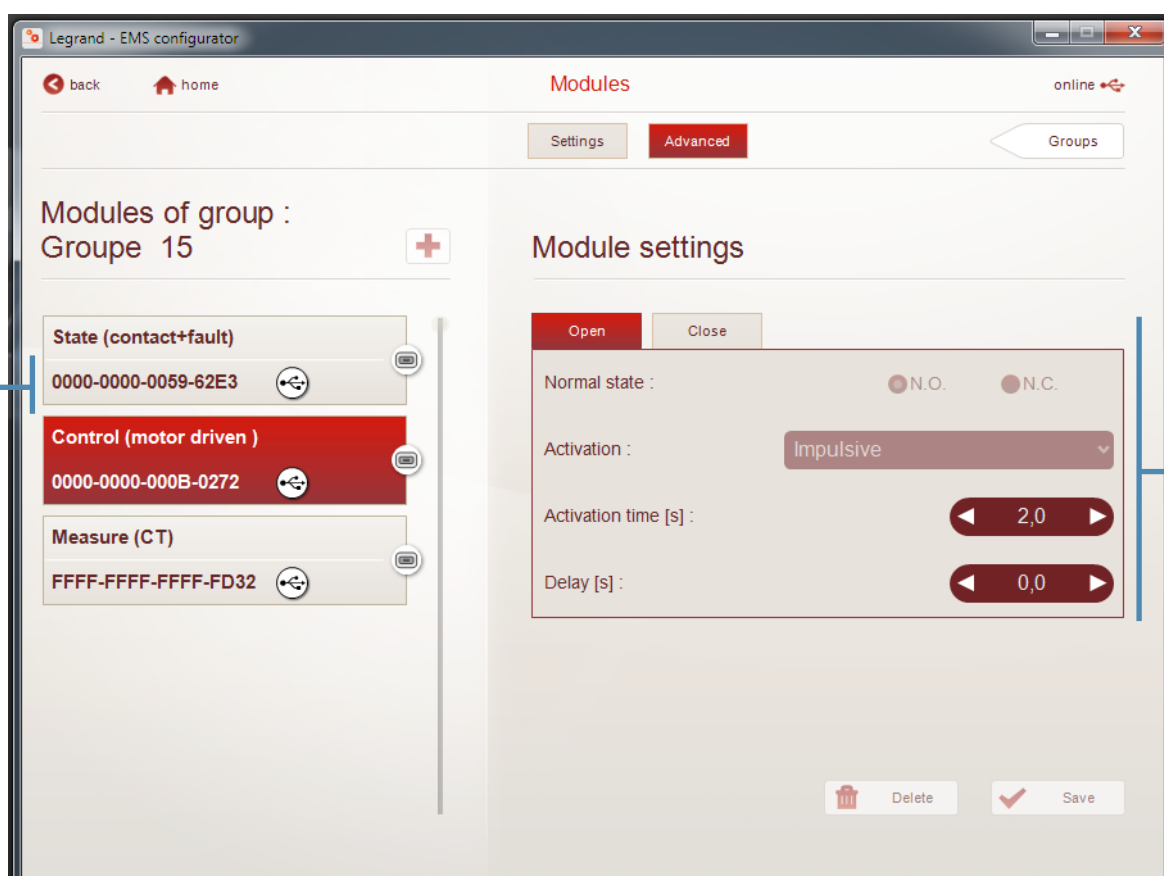 Legrand - EMS configurator
back
home
Modules
online
Settings
Advanced
Groups
Modules of group :
Groupe 15
State (contact+fault)
0000-0000-0059-62E3
Control (motor driven )
0000-0000-000B-0272
Measure (CT)
FFFF-FFFF-FFFF-FD32
Module settings
Open
Close
Normal state :
N.O.
N.C.
Activation :
Impulsive
Activation time [s] :
2,0
Delay [s] :
0,0
Delete
Save